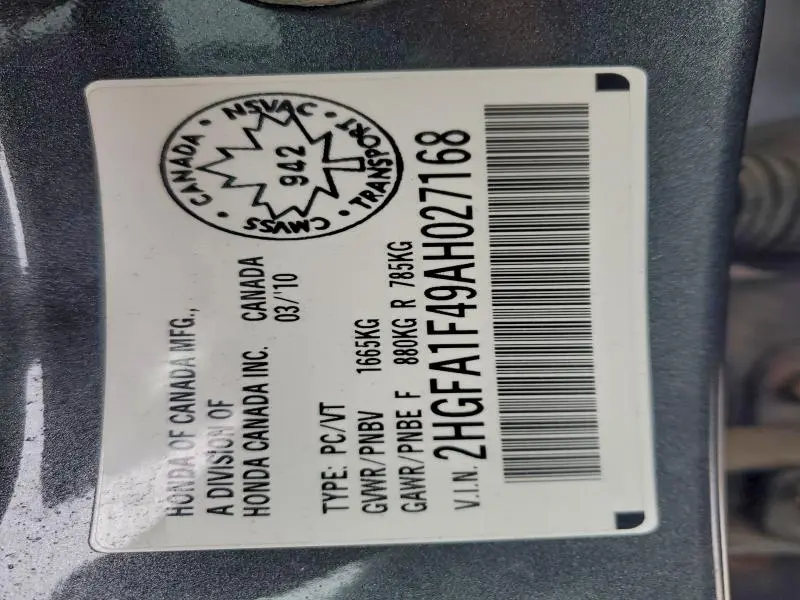 HONDA OF CANADA MFG.,
A DIVISION OF
HONDA CANADA INC. CANADA
03/'10
CANADA • NSVAC • TRANSPORT • CMVSS •
942
TYPE: PC/VT
GVWR/PNBV 1665KG
GAWR/PNBE F 880KG R 785KG
V.I.N. 2HGFA1F49AH027168